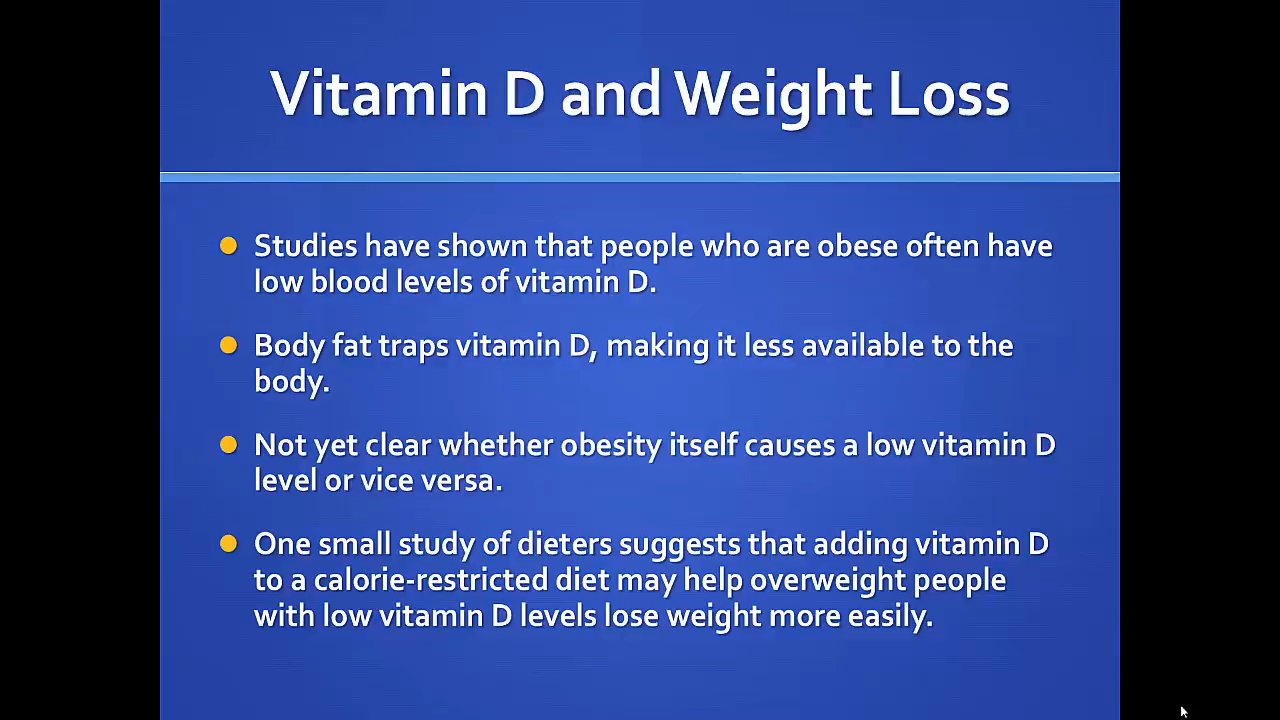 Vitamin D and Weight Loss
Studies have shown that people who are obese often have
low blood levels of vitamin D.
Body fat traps vitamin D, making it less available to the
body.
Not yet clear whether obesity itself causes a low vitamin D
level or vice versa.
One small study of dieters suggests that adding vitamin D
to a calorie-restricted diet may help overweight people
with low vitamin D levels lose weight more easily.